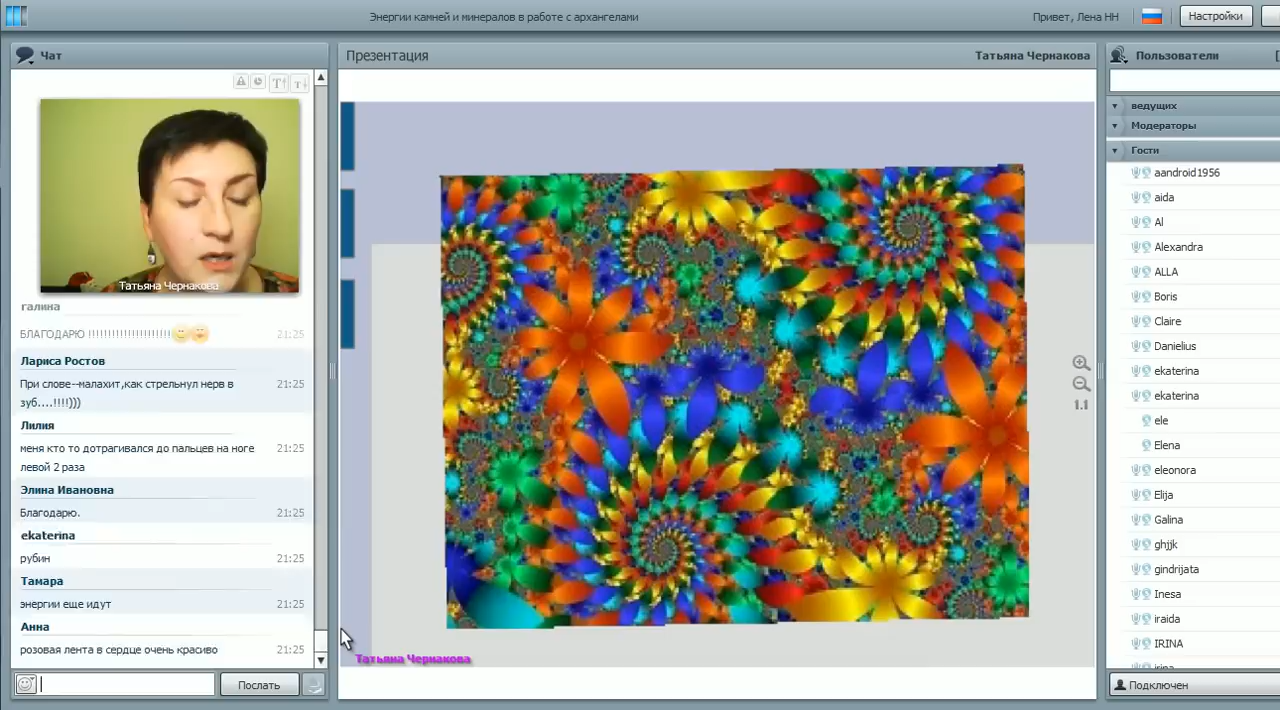 Энергии камней и минералов в работе с архангелами
Привет, Лена НН
Настройки
Чат
Татьяна Чернакова
галина
БЛАГОДАРЮ !!!!!!!!!!!!!!!!!!!!! 21:25
Лариса Ростов
При слове--малахит,как стрельнул нерв в 21:25
зуб....!!!!)))
Лилия
меня кто то дотрагивался до пальцев на ноге 21:25
левой 2 раза
Элина Ивановна
Благодарю. 21:25
ekaterina
рубин 21:25
Тамара
энергии еще идут 21:25
Анна
розовая лента в сердце очень красиво 21:25
Послать
Презентация
Татьяна Чернакова
1.1
Татьяна Чернакова
Пользователи
ведущих
Модераторы
Гости
aandroid1956
aida
Al
Alexandra
ALLA
Boris
Claire
Danielius
ekaterina
ekaterina
ele
Elena
eleonora
Elija
Galina
ghjjk
gindrijata
Inesa
iraida
IRINA
irina
Подключен